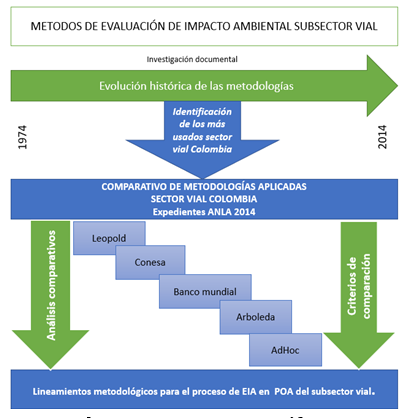 METODOS DE EVALUACIÓN DE IMPACTO AMBIENTAL SUBSECTOR VIAL
Investigación documental
Evolución histórica de las metodologías
1974
Identificación
de los más
usados sector
vial Colombia
2014
COMPARATIVO DE METODOLOGÍAS APLICADAS
SECTOR VIAL COLOMBIA
Expedientes ANLA 2014
Análisis comparativos
Leopold
Conesa
Banco mundial
Arboleda
AdHoc
Criterios de
comparación
Lineamientos metodológicos para el proceso de EIA en POA del subsector vial.